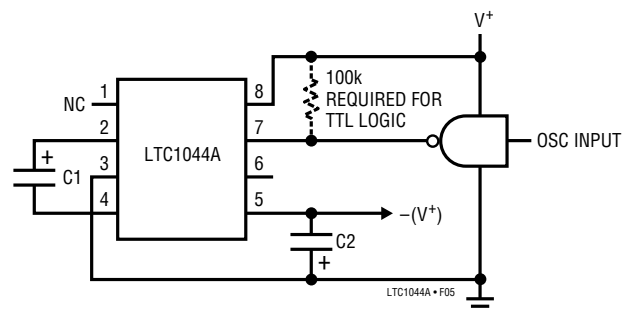 V+
100k
REQUIRED FOR
TTL LOGIC
NC
1
8
2
7
LTC1044A
OSC INPUT
+
C1
3
6
4
5
–(V+)
C2
+
LTC1044A • F05